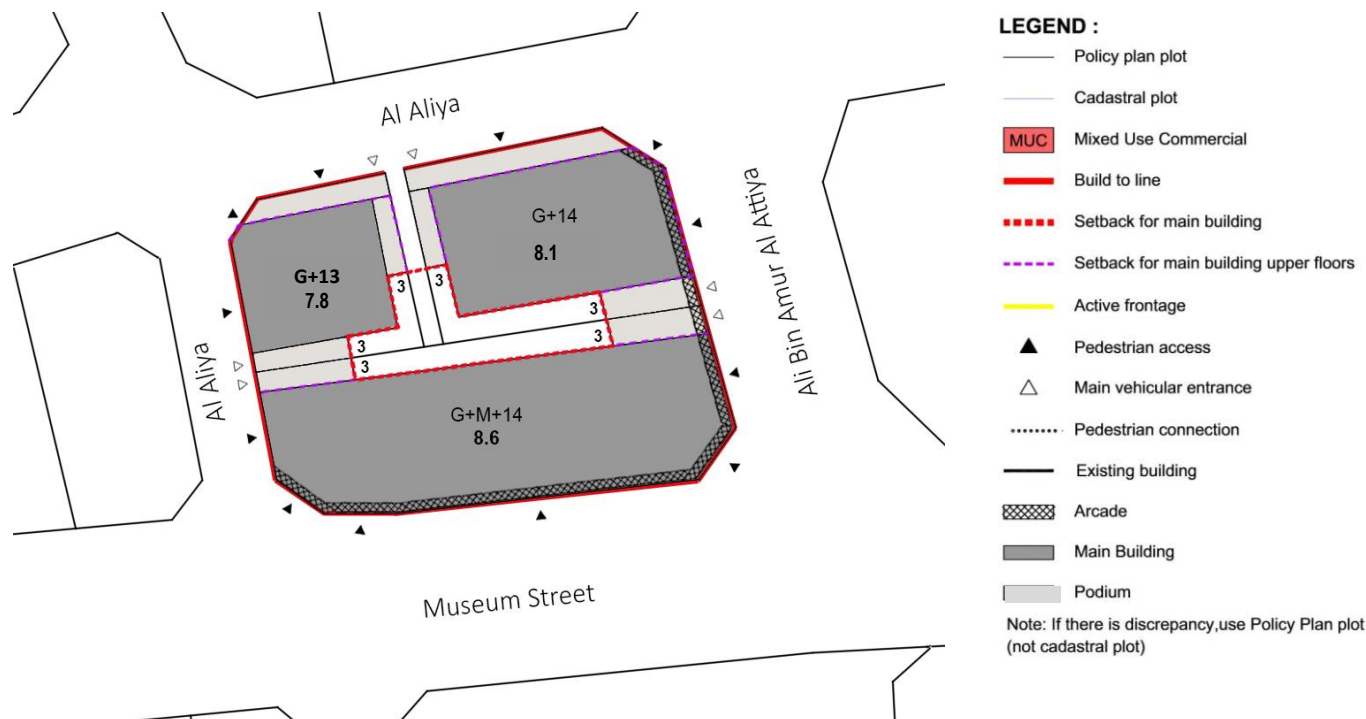 Al Aliya
G+14
8.1
G+13
7.8
3
3
3
3
3
3
G+M+14
8.6
Al Aliya
Ali Bin Amur Al Attiya
Museum Street
LEGEND :
Policy plan plot
Cadastral plot
MUC Mixed Use Commercial
Build to line
Setback for main building
Setback for main building upper floors
Active frontage
Pedestrian access
Main vehicular entrance
Pedestrian connection
Existing building
Arcade
Main Building
Podium
Note: If there is discrepancy,use Policy Plan plot
(not cadastral plot)